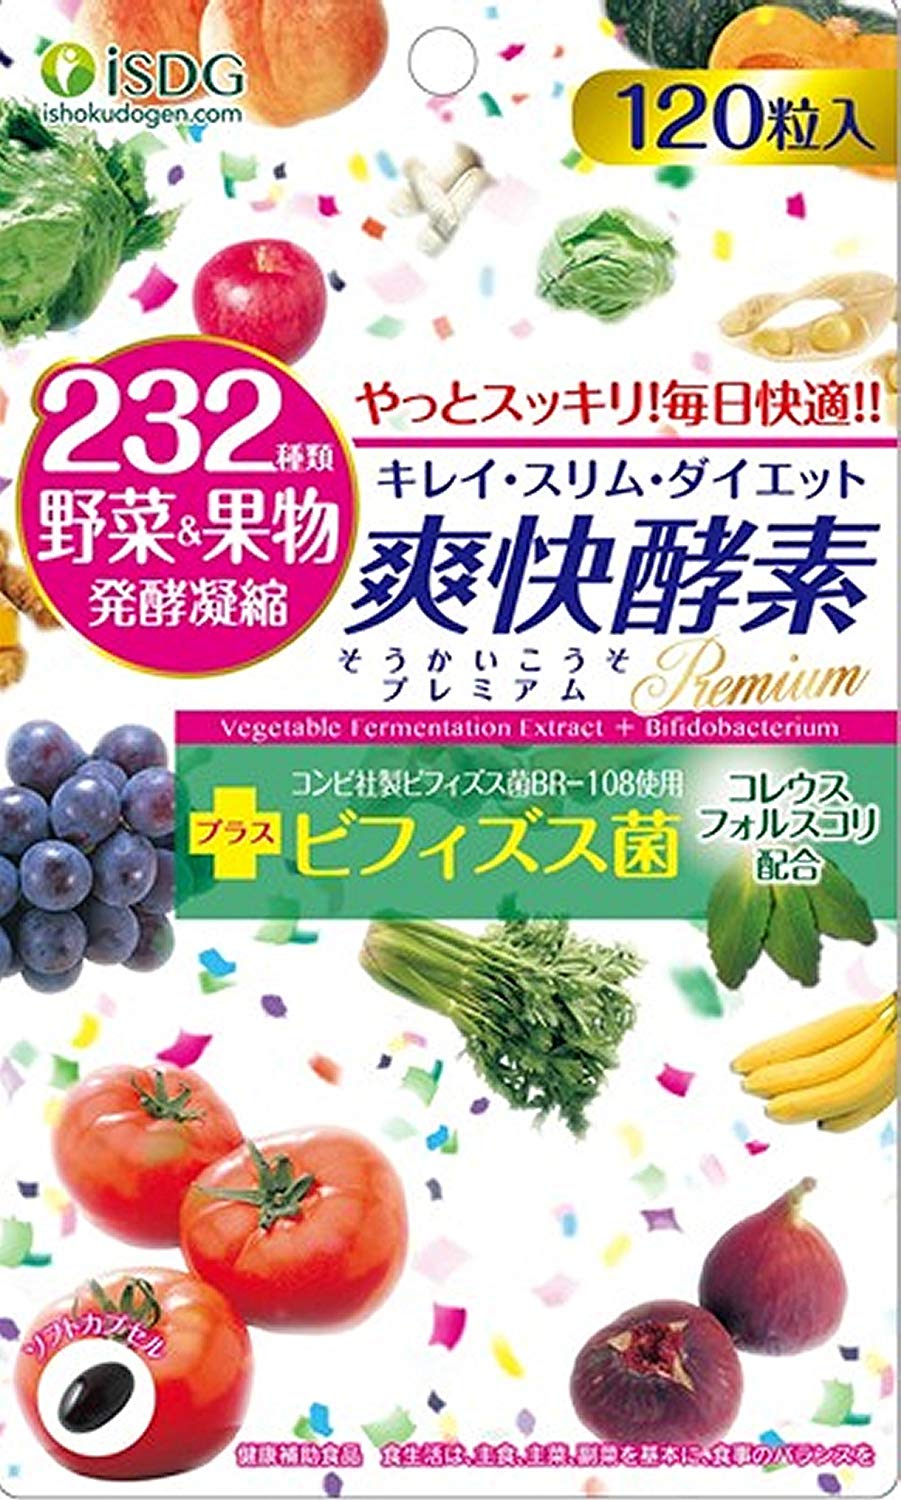 iSDG
ishokudogen.com
120粒入
232種類
野菜&果物
発酵凝縮
やっとスッキリ!毎日快適!!
キレイ・スリム・ダイエット
爽快酵素
そうかいこうそ
プレミアム
Premium
Vegetable Fermentation Extract + Bifidobacterium
プラス
コンビ社製ビフィズス菌BR-108使用
ビフィズス菌
コレウス
フォルスコリ
配合
ソフトカプセル
健康補助食品 食生活は、主食、主菜、副菜を基本に、食事のバランスを